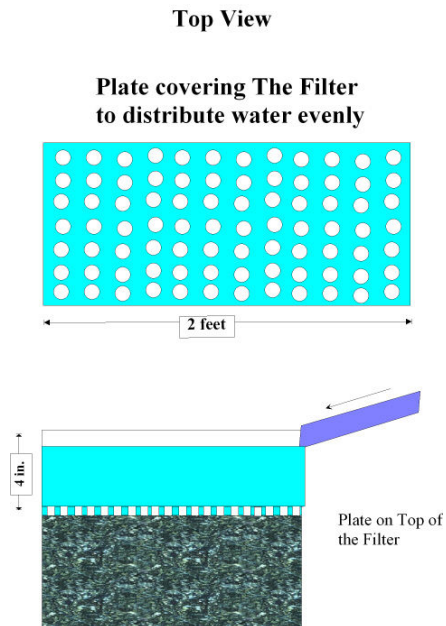 Top View
Plate covering The Filter
to distribute water evenly
2 feet
4 in.
Plate on Top of
the Filter